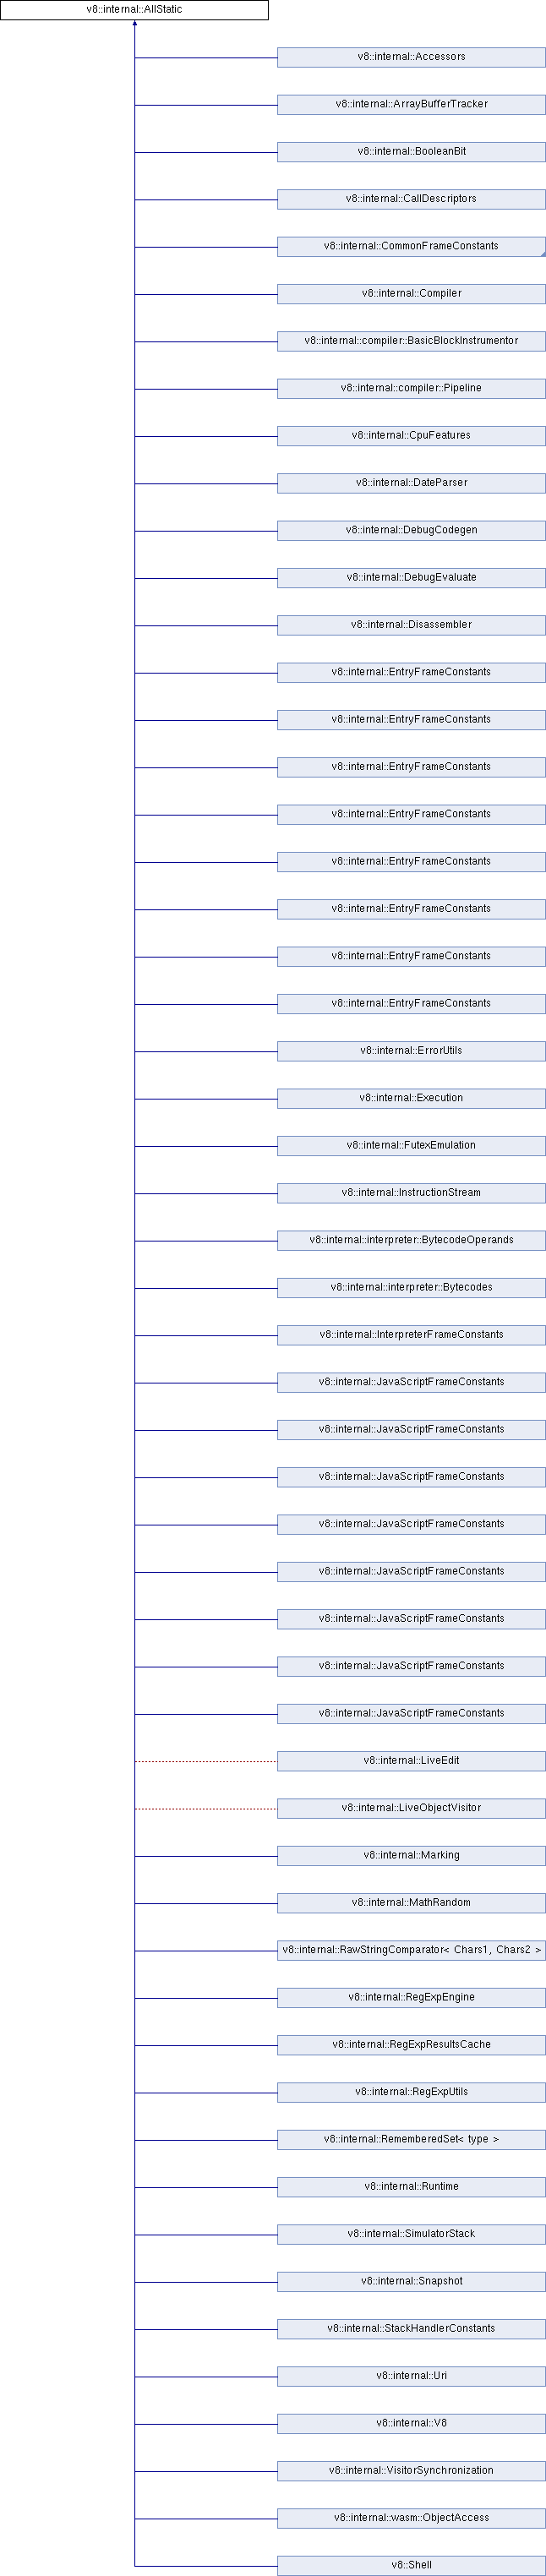 v8::internal::AllStatic
v8::internal::Accessors
v8::internal::ArrayBufferTracker
v8::internal::BooleanBit
v8::internal::CallDescriptors
v8::internal::CommonFrameConstants
v8::internal::Compiler
v8::internal::compiler::BasicBlockInstrumentor
v8::internal::compiler::Pipeline
v8::internal::CpuFeatures
v8::internal::DateParser
v8::internal::DebugCodegen
v8::internal::DebugEvaluate
v8::internal::Disassembler
v8::internal::EntryFrameConstants
v8::internal::EntryFrameConstants
v8::internal::EntryFrameConstants
v8::internal::EntryFrameConstants
v8::internal::EntryFrameConstants
v8::internal::EntryFrameConstants
v8::internal::EntryFrameConstants
v8::internal::EntryFrameConstants
v8::internal::ErrorUtils
v8::internal::Execution
v8::internal::FutexEmulation
v8::internal::InstructionStream
v8::internal::interpreter::BytecodeOperands
v8::internal::interpreter::Bytecodes
v8::internal::InterpreterFrameConstants
v8::internal::JavaScriptFrameConstants
v8::internal::JavaScriptFrameConstants
v8::internal::JavaScriptFrameConstants
v8::internal::JavaScriptFrameConstants
v8::internal::JavaScriptFrameConstants
v8::internal::JavaScriptFrameConstants
v8::internal::JavaScriptFrameConstants
v8::internal::JavaScriptFrameConstants
v8::internal::LiveEdit
v8::internal::LiveObjectVisitor
v8::internal::Marking
v8::internal::MathRandom
v8::internal::RawStringComparator< Chars1, Chars2 >
v8::internal::RegExpEngine
v8::internal::RegExpResultsCache
v8::internal::RegExpUtils
v8::internal::RememberedSet< type >
v8::internal::Runtime
v8::internal::SimulatorStack
v8::internal::Snapshot
v8::internal::StackHandlerConstants
v8::internal::Uri
v8::internal::V8
v8::internal::VisitorSynchronization
v8::internal::wasm::ObjectAccess
v8::Shell